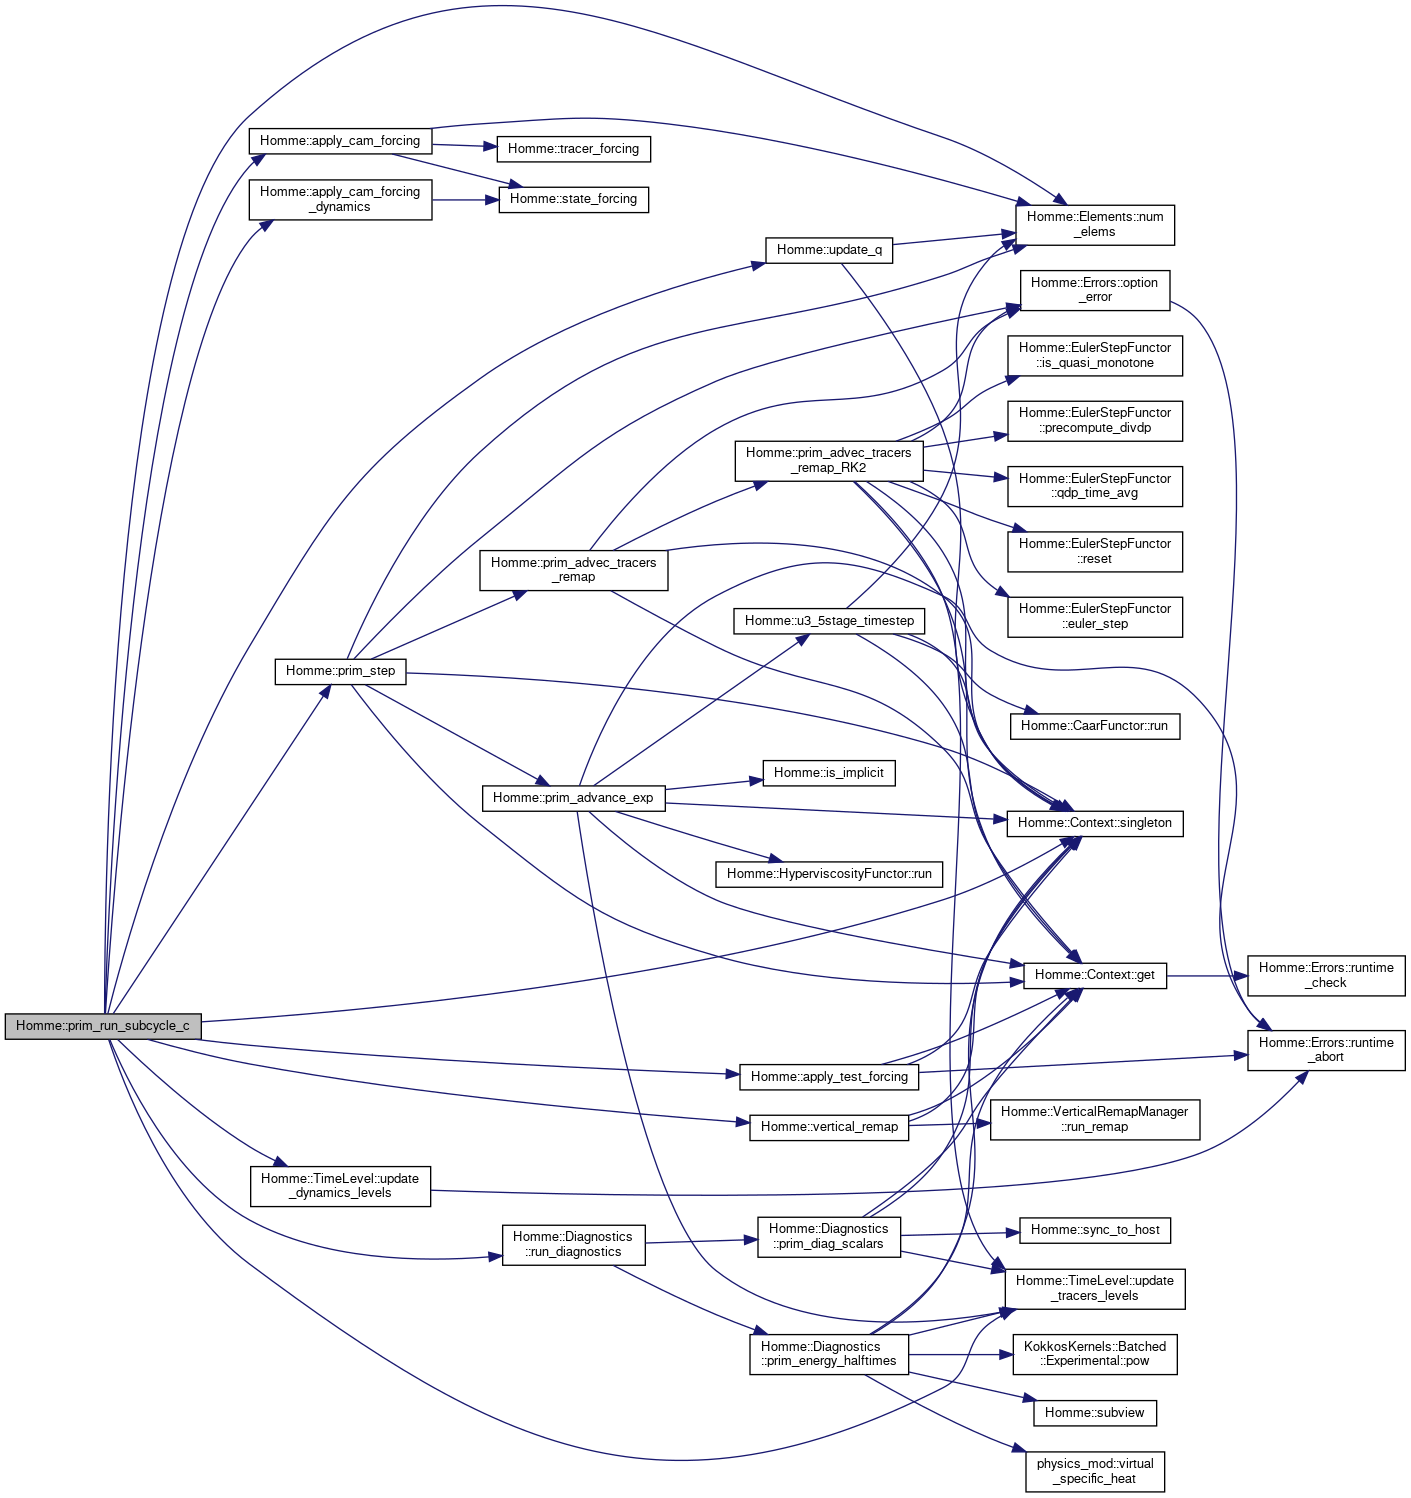 Homme::prim_run_subcycle_c
Homme::apply_cam_forcing
Homme::apply_cam_forcing
_dynamics
Homme::prim_step
Homme::TimeLevel::update
_dynamics_levels
Homme::tracer_forcing
Homme::state_forcing
Homme::prim_advec_tracers
_remap
Homme::prim_advance_exp
Homme::Diagnostics
::run_diagnostics
Homme::update_q
Homme::prim_advec_tracers
_remap_RK2
Homme::u3_5stage_timestep
Homme::is_implicit
Homme::HyperviscosityFunctor::run
Homme::apply_test_forcing
Homme::vertical_remap
Homme::Diagnostics
::prim_diag_scalars
Homme::Diagnostics
::prim_energy_halftimes
Homme::Elements::num
_elems
Homme::Errors::option
_error
Homme::EulerStepFunctor
::is_quasi_monotone
Homme::EulerStepFunctor
::precompute_divdp
Homme::EulerStepFunctor
::qdp_time_avg
Homme::EulerStepFunctor
::reset
Homme::EulerStepFunctor
::euler_step
Homme::CaarFunctor::run
Homme::Context::singleton
Homme::Context::get
Homme::VerticalRemapManager
::run_remap
Homme::sync_to_host
Homme::TimeLevel::update
_tracers_levels
KokkosKernels::Batched
::Experimental::pow
Homme::subview
physics_mod::virtual
_specific_heat
Homme::Errors::runtime
_check
Homme::Errors::runtime
_abort